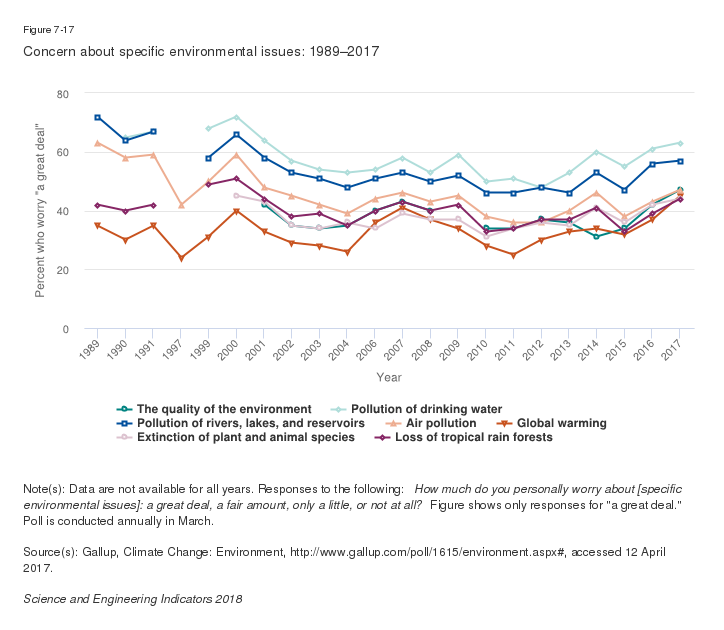 Figure 7-17
Concern about specific environmental issues: 1989–2017
80
60
40
20
0
Percent who worry "a great deal"
1989
1990
1991
1997
1999
2000
2001
2002
2003
2004
2006
2007
2008
2009
2010
2011
2012
2013
2014
2015
2016
2017
Year
The quality of the environment Pollution of drinking water
Pollution of rivers, lakes, and reservoirs Air pollution Global warming
Extinction of plant and animal species Loss of tropical rain forests
Note(s): Data are not available for all years. Responses to the following: How much do you personally worry about [specific
environmental issues]: a great deal, a fair amount, only a little, or not at all? Figure shows only responses for "a great deal."
Poll is conducted annually in March.
Source(s): Gallup, Climate Change: Environment, http://www.gallup.com/poll/1615/environment.aspx#, accessed 12 April
2017.
Science and Engineering Indicators 2018